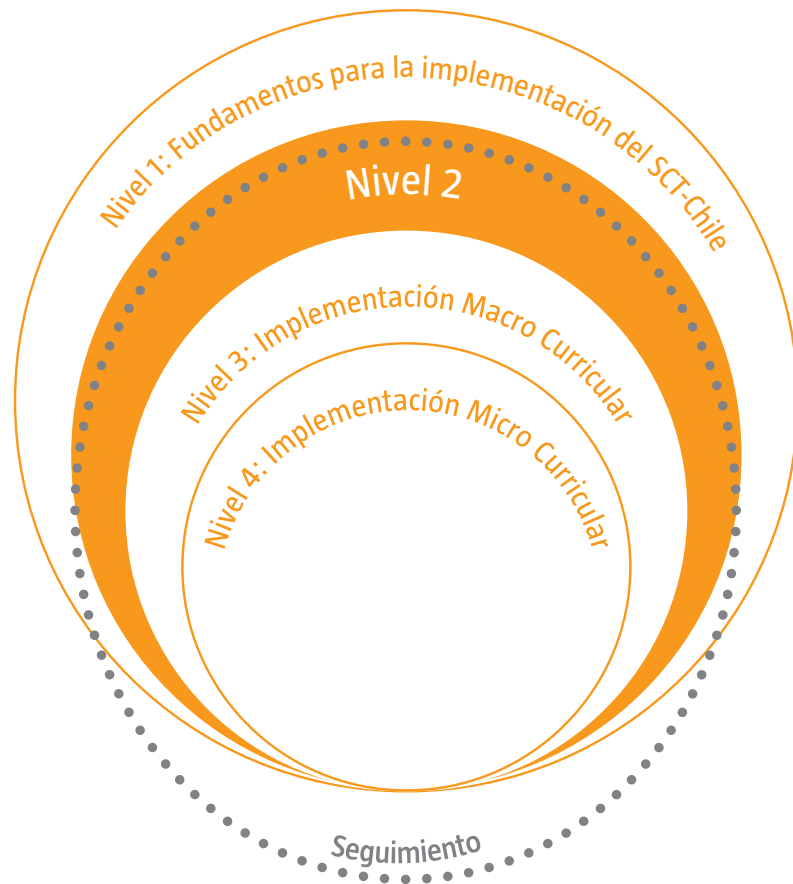 Nivel 1: Fundamentos para la implementación del SCT-Chile
Nivel 2
Nivel 3: Implementación Macro Curricular
Nivel 4: Implementación Micro Curricular
Seguimiento